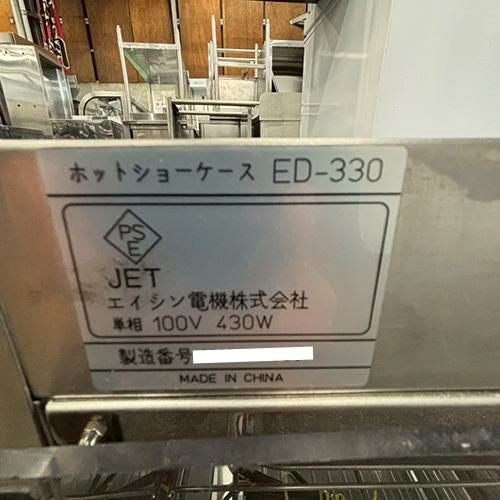 ホットショーケース ED-330
PS
E
JET
エイシン電機株式会社
単相 100V 430W
製造番号
MADE IN CHINA